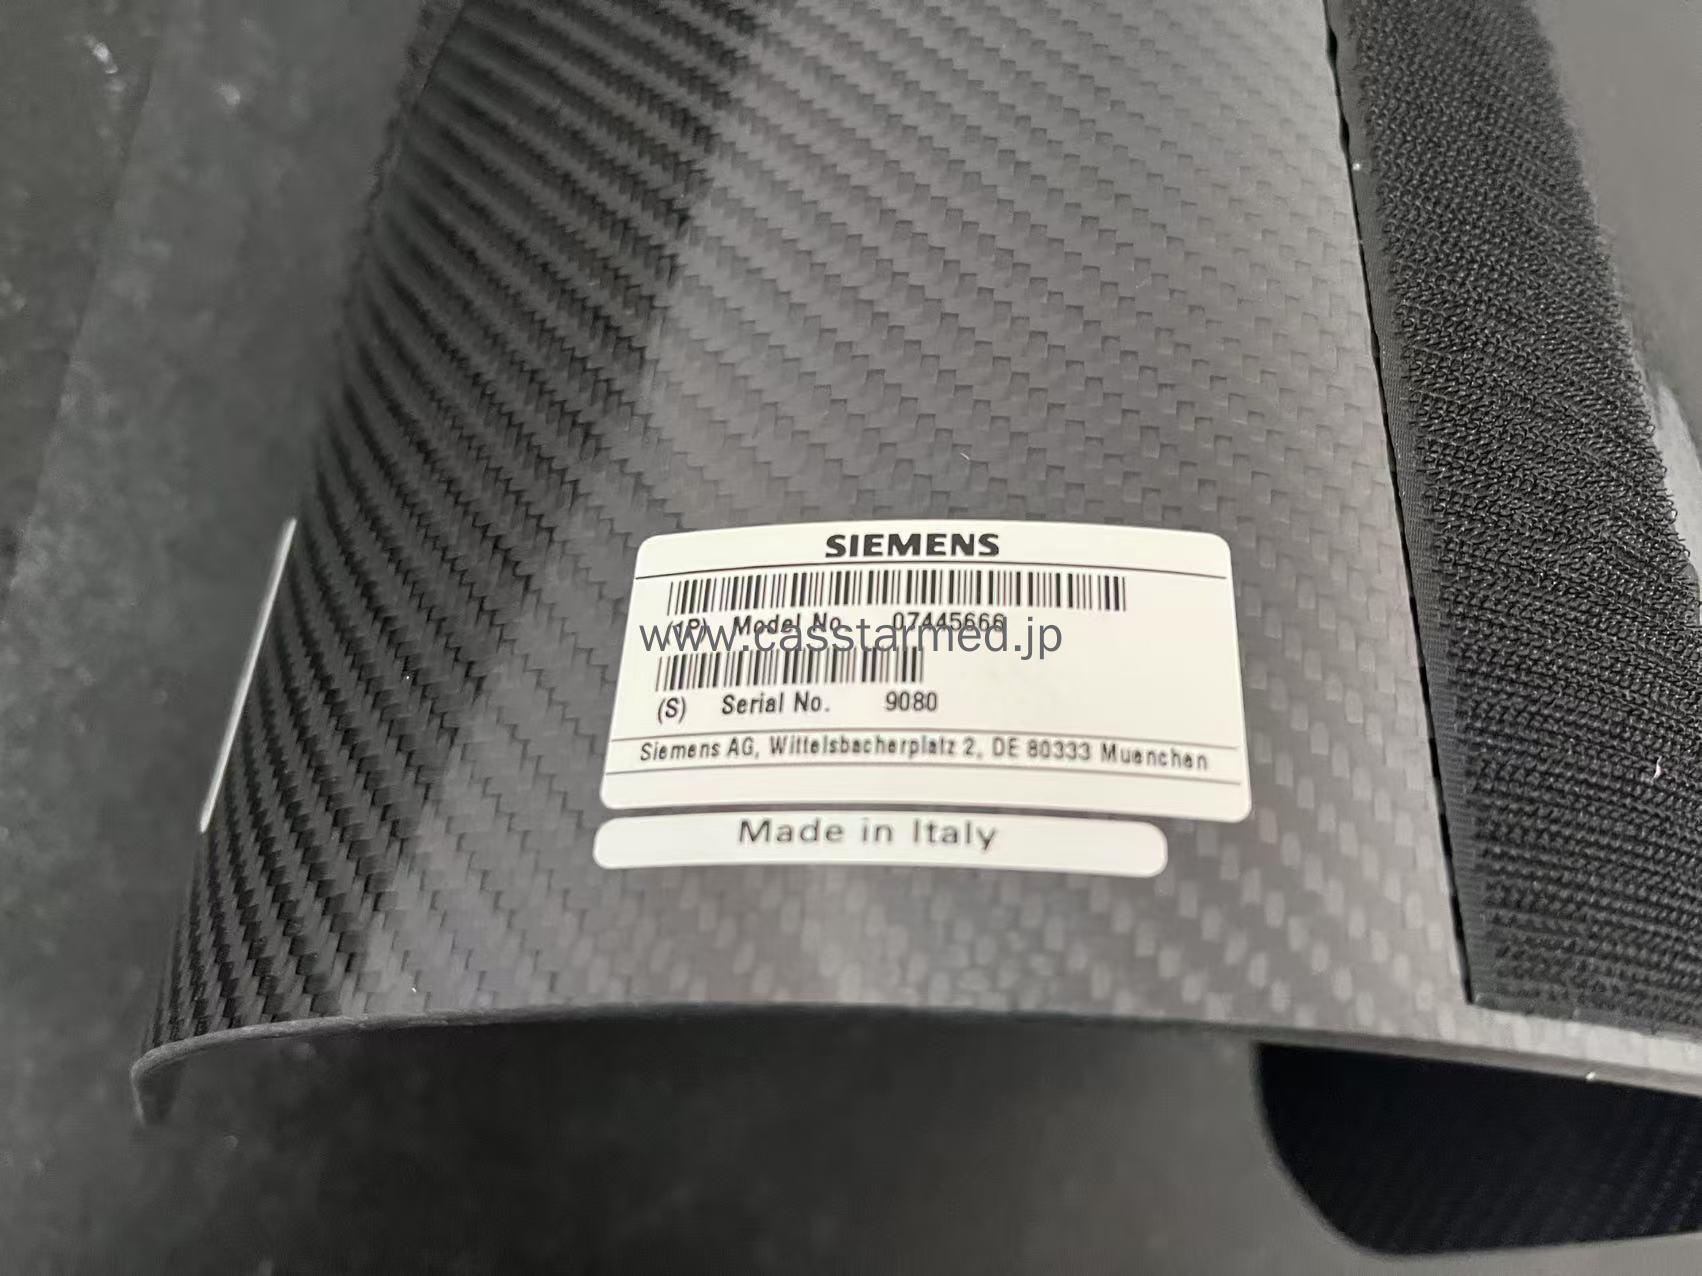 SIEMENS
(1P) Model No. 07445666
www.casstarmed.jp
(S) Serial No. 9080
Siemens AG, Wittelsbacherplatz 2, DE 80333 Muenchen
Made in Italy